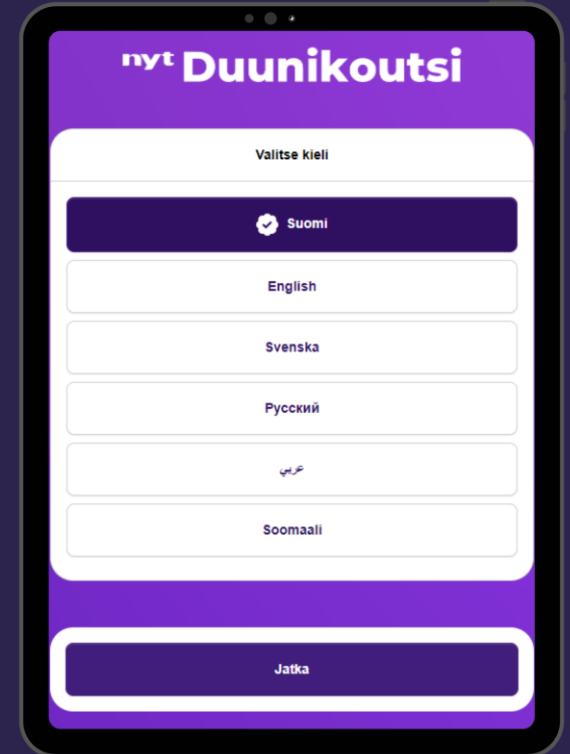 nyt Duunikoutsi
Valitse kieli
Suomi
English
Svenska
Русский
عربي
Soomaali
Jatka